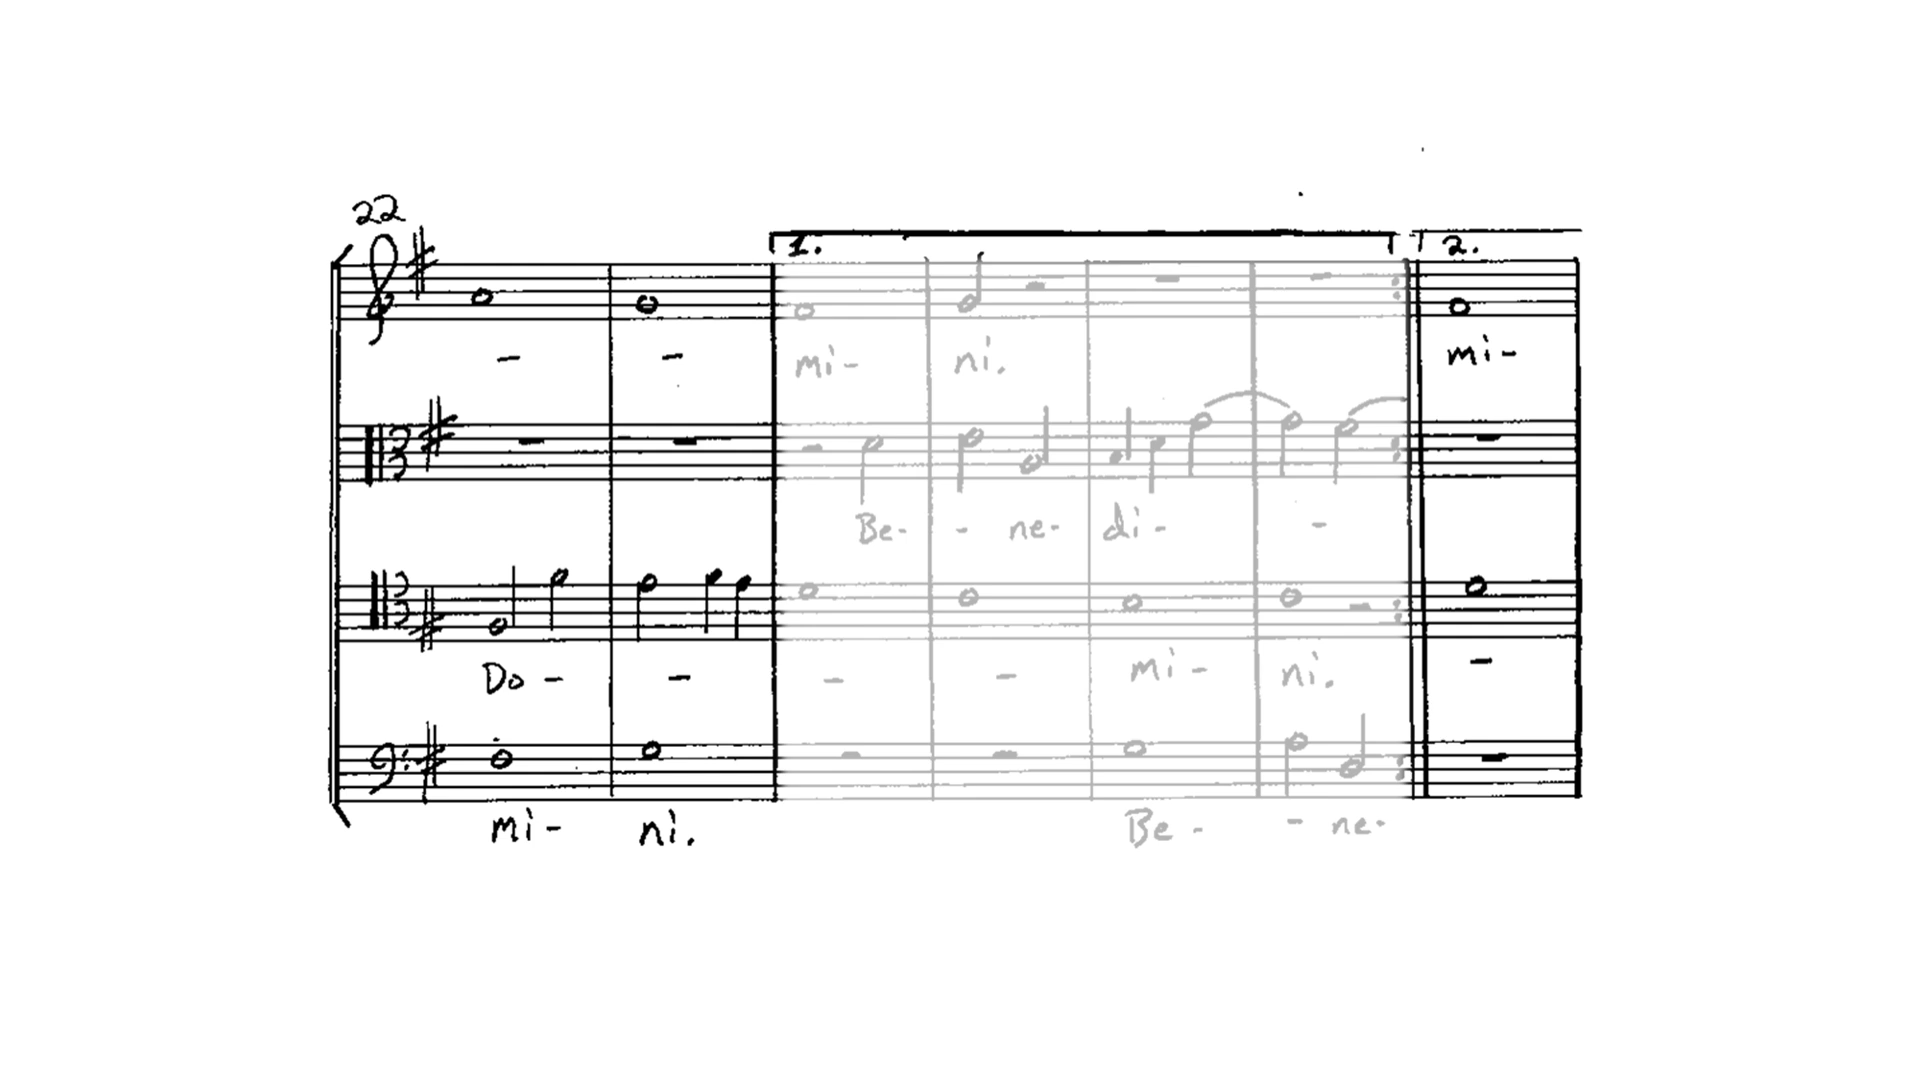 22
1. 2.
- - mi- ni. mi-
Be- - ne- di- -
Do- - - - mi- ni. -
mi- ni. Be- - ne-